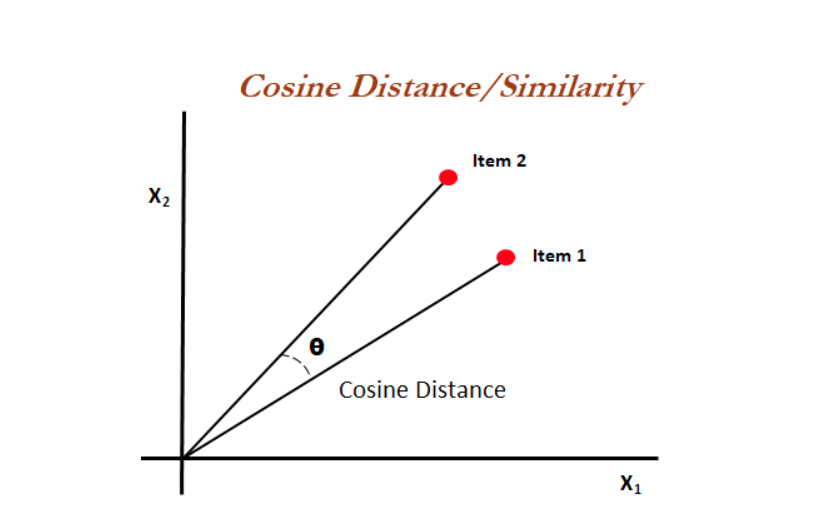 Cosine Distance/Similarity
Item 2
X₂
Item 1
θ
Cosine Distance
X₁